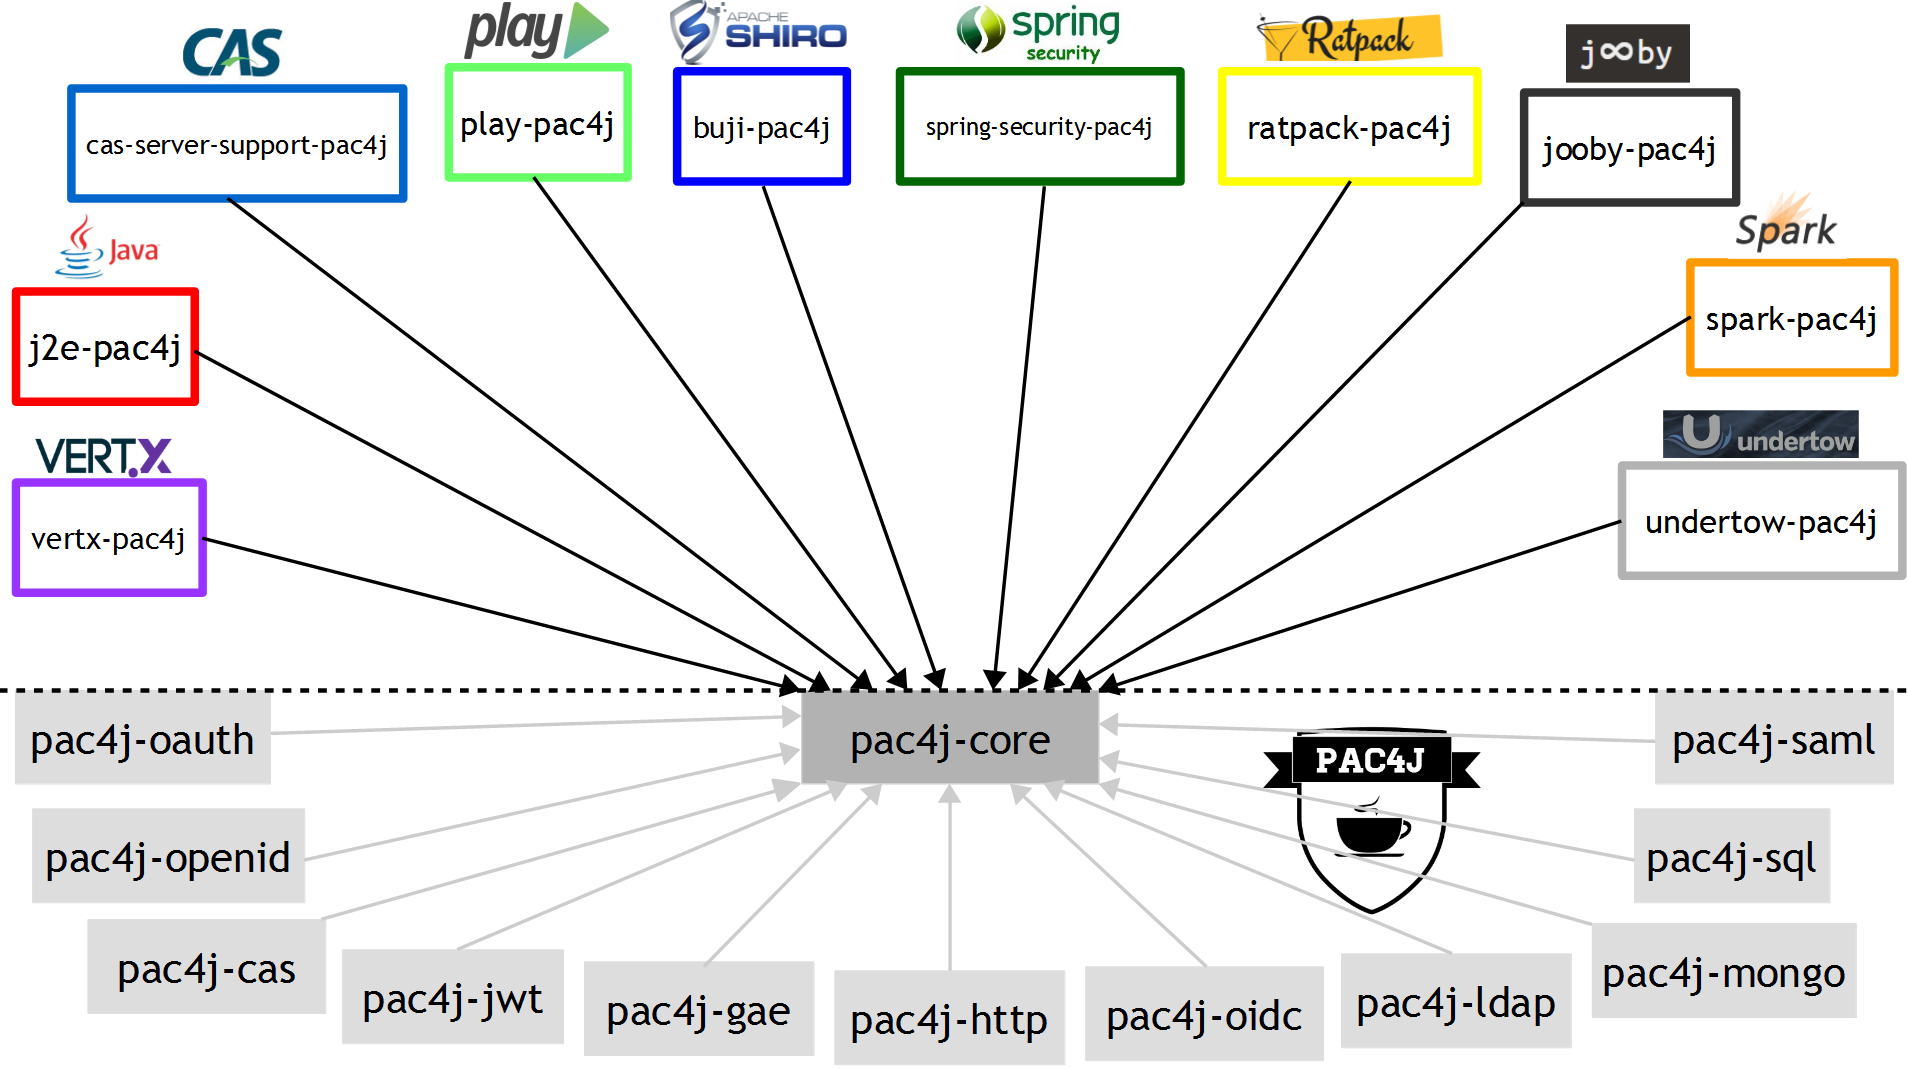 CAS
play
APACHE
SHIRO
spring
security
Ratpack
j∞by
cas-server-support-pac4j
play-pac4j
buji-pac4j
spring-security-pac4j
ratpack-pac4j
jooby-pac4j
Java
Spark
j2e-pac4j
spark-pac4j
VERT.X
undertow
vertx-pac4j
undertow-pac4j
pac4j-oauth
pac4j-core
PAC4J
pac4j-saml
pac4j-openid
pac4j-sql
pac4j-cas
pac4j-jwt
pac4j-gae
pac4j-http
pac4j-oidc
pac4j-ldap
pac4j-mongo